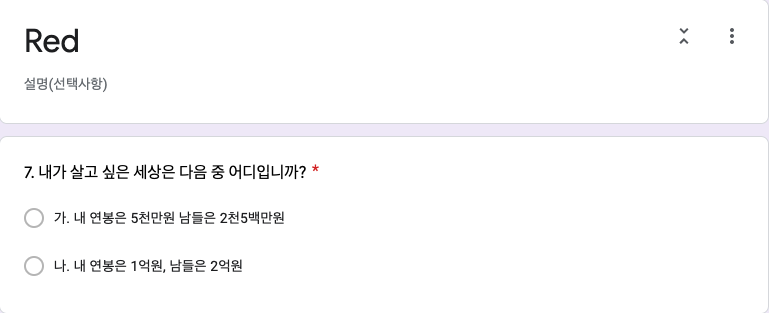 Red
설명(선택사항)
7. 내가 살고 싶은 세상은 다음 중 어디입니까? *
가. 내 연봉은 5천만원 남들은 2천5백만원
나. 내 연봉은 1억원, 남들은 2억원